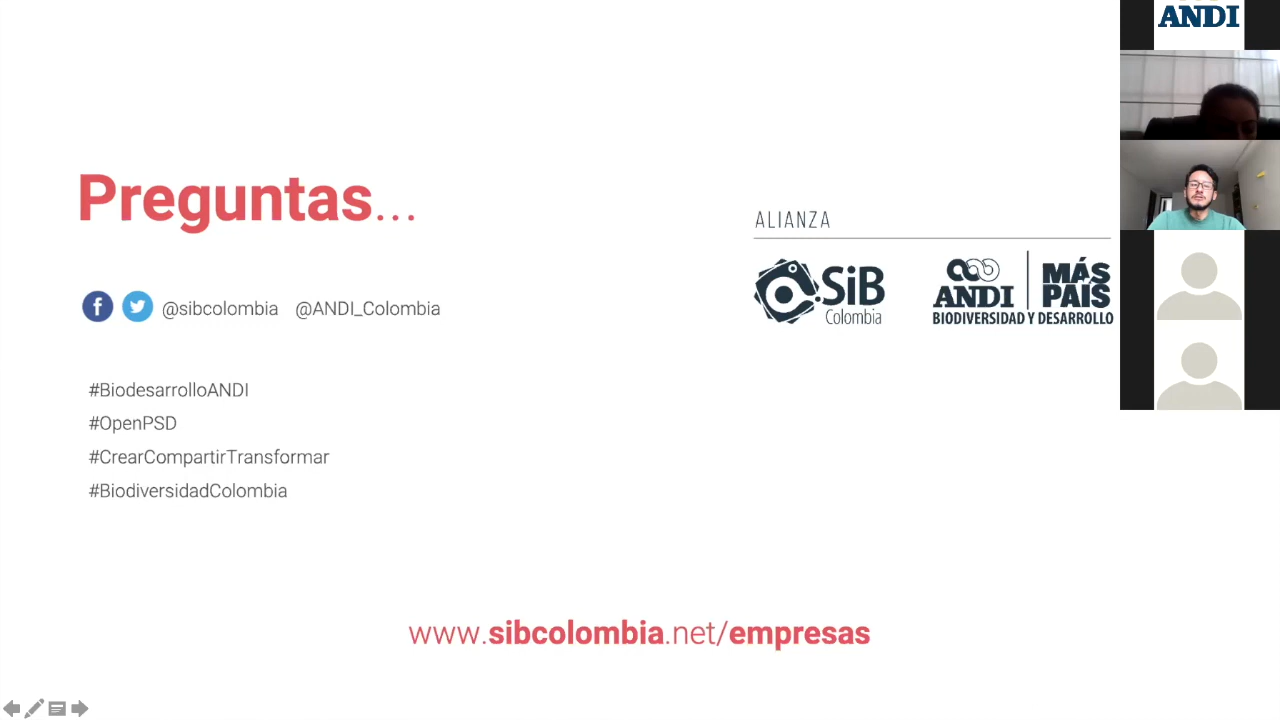 Preguntas...
@sibcolombia @ANDI_Colombia
#BiodesarrolloANDI
#OpenPSD
#CrearCompartirTransformar
#BiodiversidadColombia
ALIANZA
SiB
Colombia
ANDI
MÁS
PAÍS
BIODIVERSIDAD Y DESARROLLO
www.sibcolombia.net/empresas
ANDI